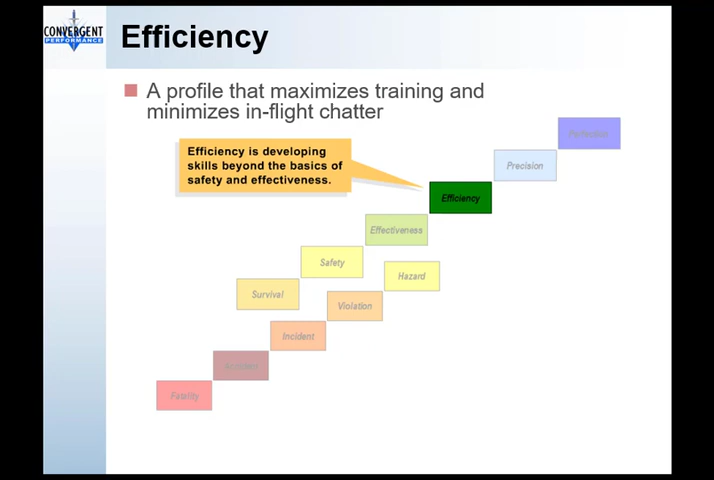 CONVERGENT
PERFORMANCE
Efficiency
A profile that maximizes training and
minimizes in-flight chatter
Efficiency is developing
skills beyond the basics of
safety and effectiveness.
Perfection
Precision
Efficiency
Effectiveness
Safety
Hazard
Survival
Violation
Incident
Accident
Fatality